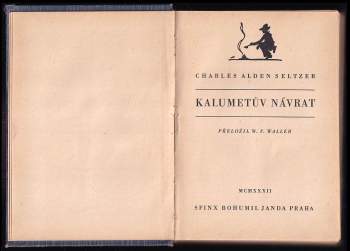 CHARLES ALDEN SELTZER
KALUMETŮV NÁVRAT
PŘELOŽIL W. F. WALLER
MCMXXXII
SFINX BOHUMIL JANDA PRAHA